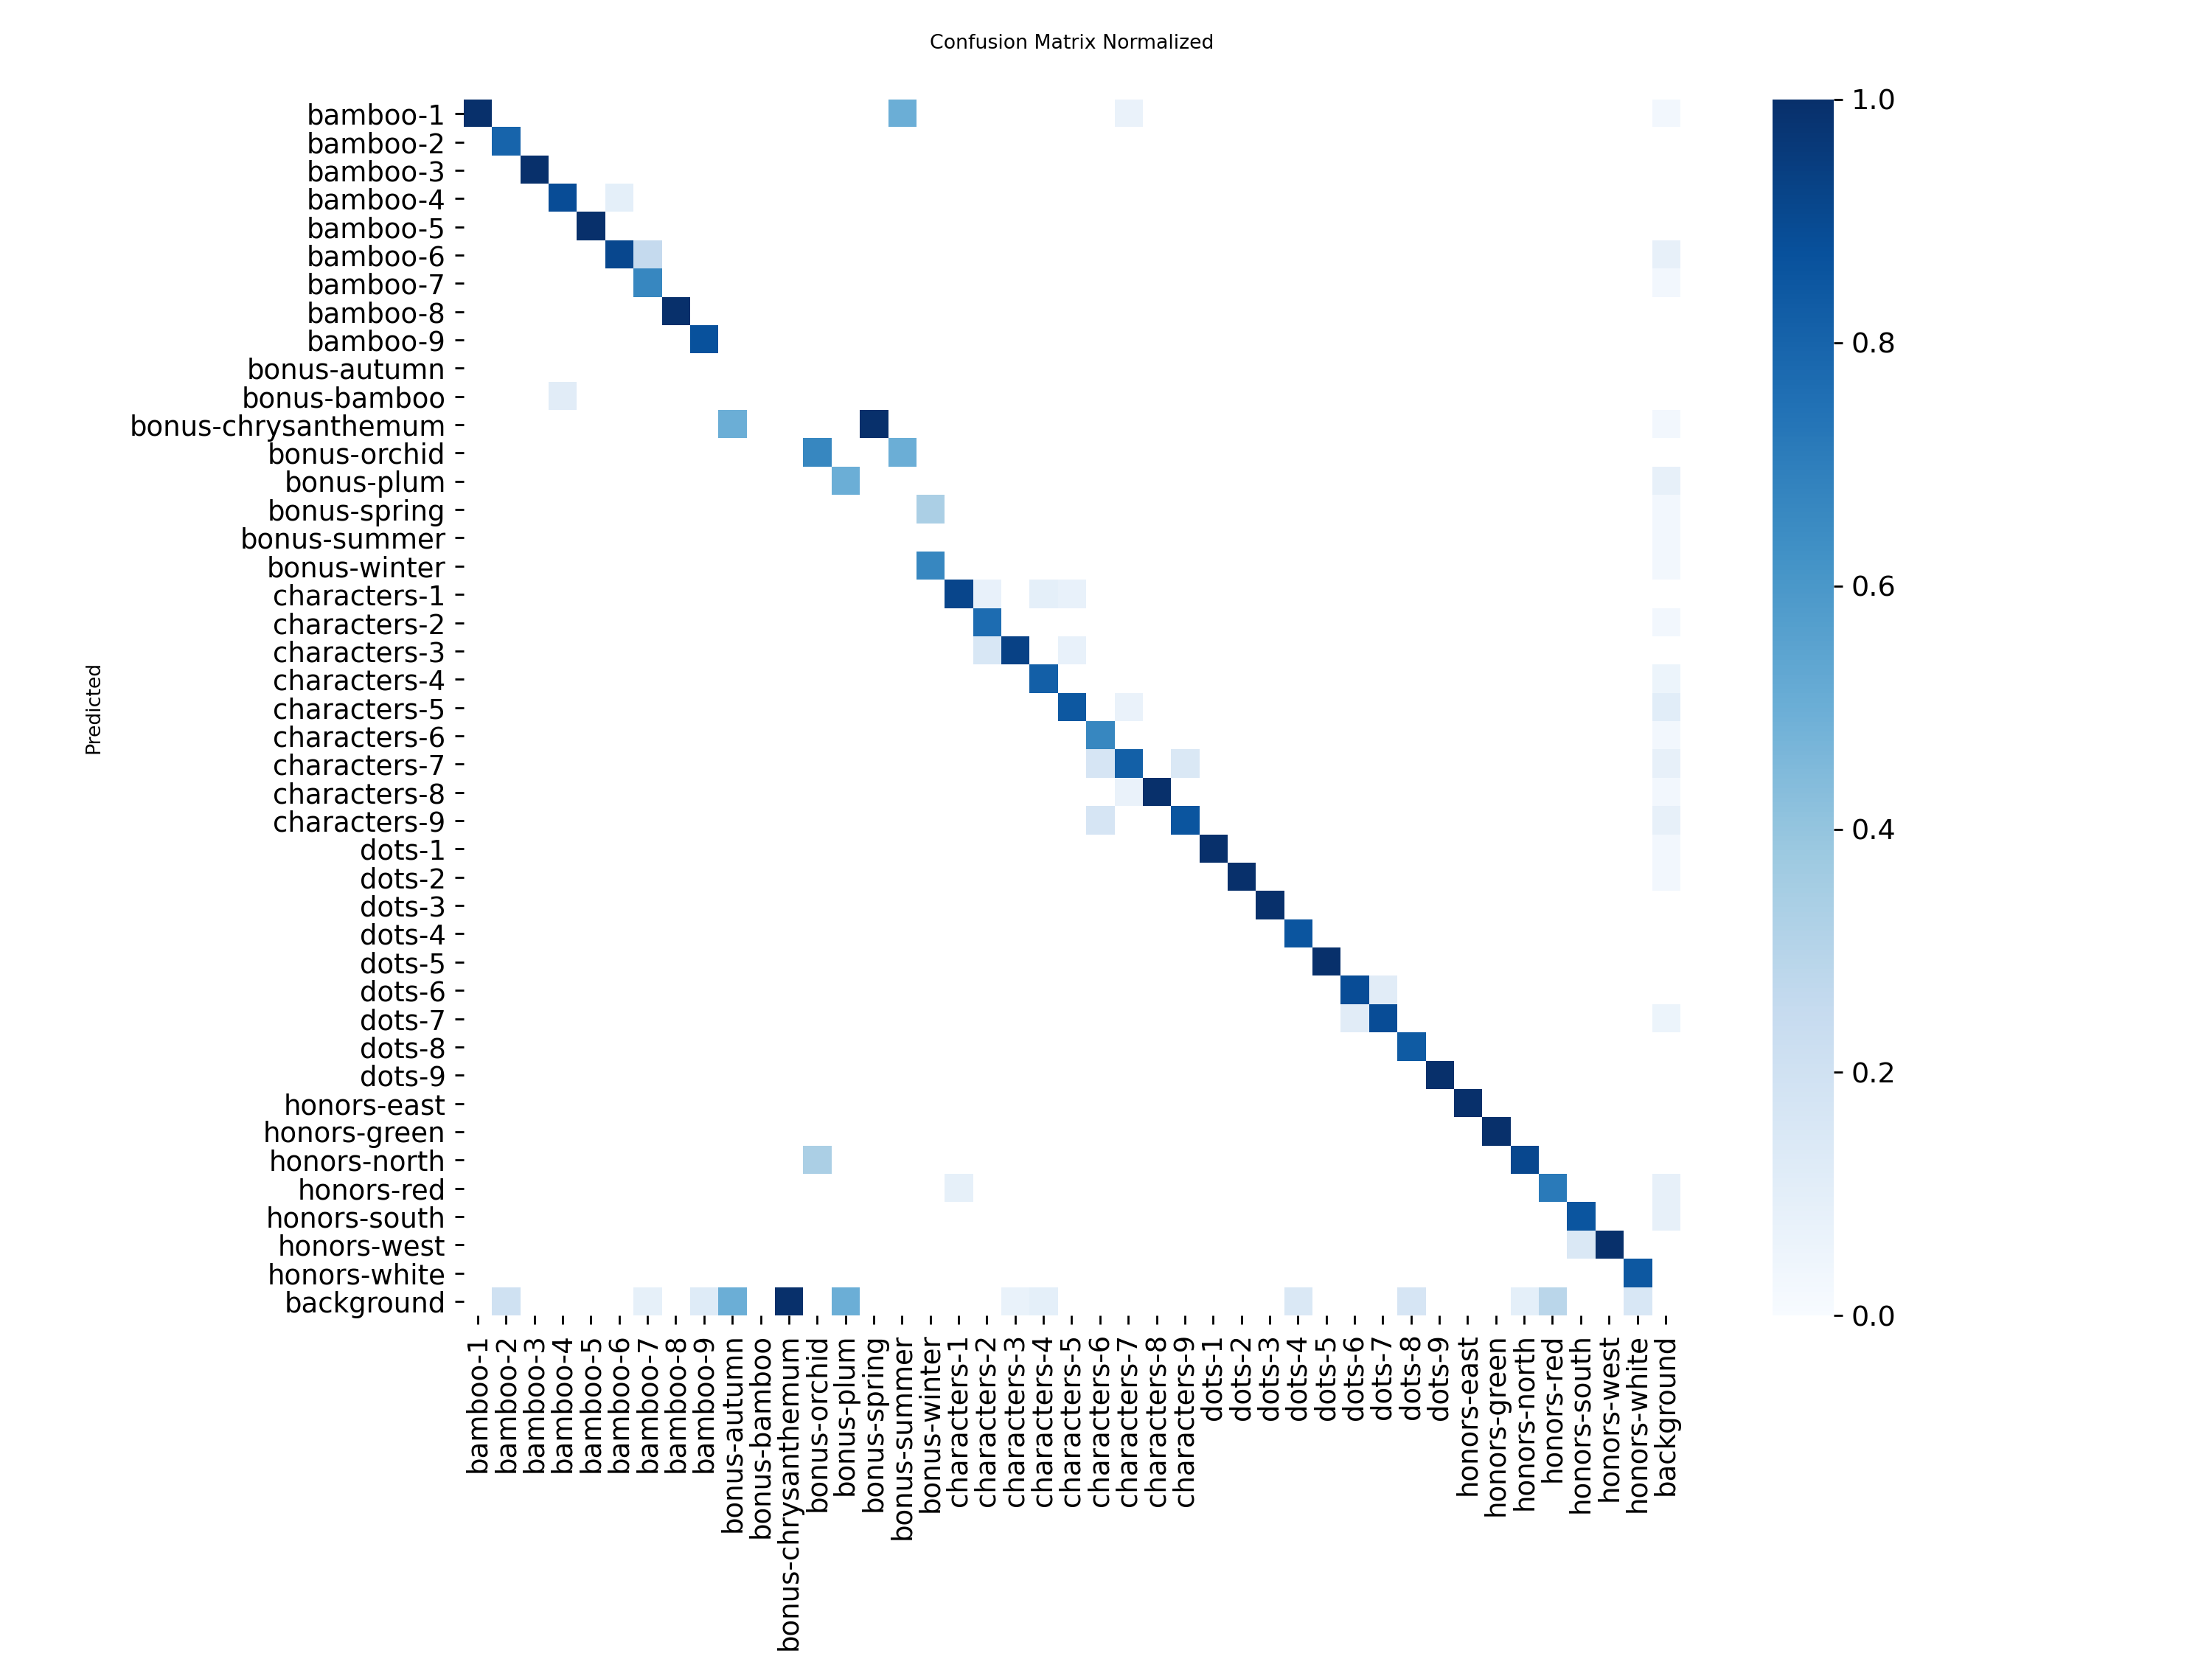 Confusion Matrix Normalized
bamboo-1
bamboo-2
bamboo-3
bamboo-4
bamboo-5
bamboo-6
bamboo-7
bamboo-8
bamboo-9
bonus-autumn
bonus-bamboo
bonus-chrysanthemum
bonus-orchid
bonus-plum
bonus-spring
bonus-summer
bonus-winter
characters-1
characters-2
characters-3
characters-4
characters-5
characters-6
characters-7
characters-8
characters-9
dots-1
dots-2
dots-3
dots-4
dots-5
dots-6
dots-7
dots-8
dots-9
honors-east
honors-green
honors-north
honors-red
honors-south
honors-west
honors-white
background
Predicted
bamboo-1
bamboo-2
bamboo-3
bamboo-4
bamboo-5
bamboo-6
bamboo-7
bamboo-8
bamboo-9
bonus-autumn
bonus-bamboo
bonus-chrysanthemum
bonus-orchid
bonus-plum
bonus-spring
bonus-summer
bonus-winter
characters-1
characters-2
characters-3
characters-4
characters-5
characters-6
characters-7
characters-8
characters-9
dots-1
dots-2
dots-3
dots-4
dots-5
dots-6
dots-7
dots-8
dots-9
honors-east
honors-green
honors-north
honors-red
honors-south
honors-west
honors-white
background
1.0
0.8
0.6
0.4
0.2
0.0